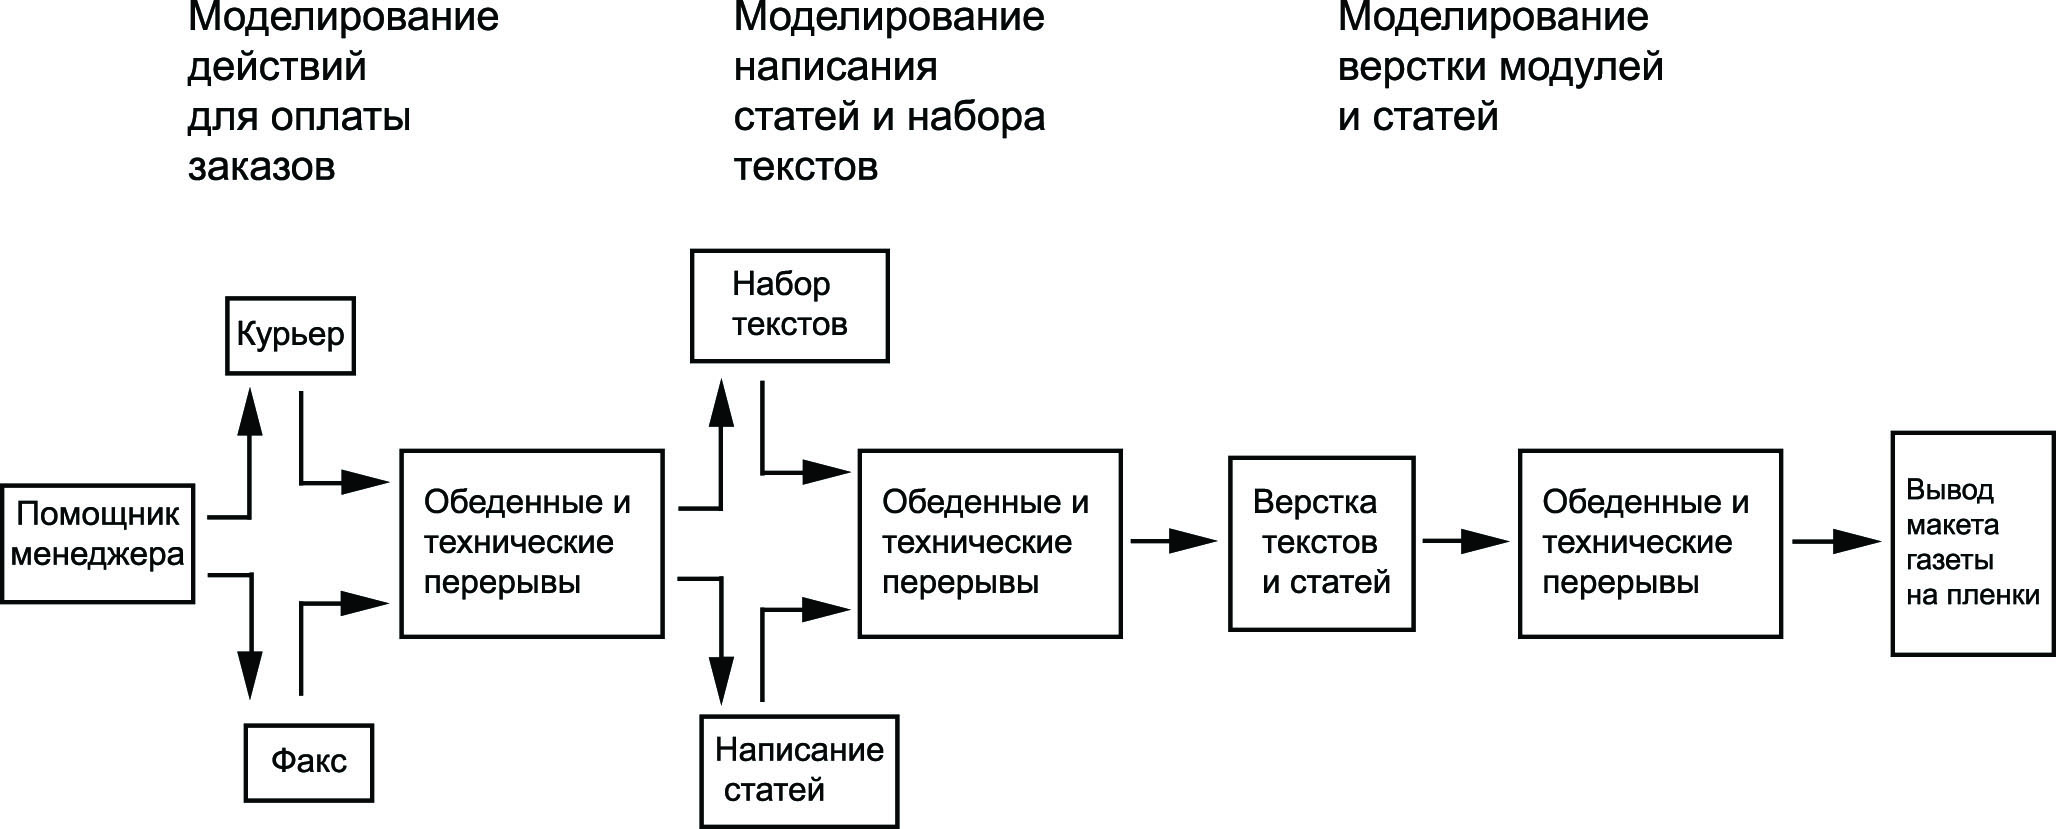 Моделирование
действий
для оплаты
заказов
Моделирование
написания
статей и набора
текстов
Моделирование
верстки модулей
и статей
Помощник
менеджера
Курьер
Факс
Обеденные и
технические
перерывы
Набор
текстов
Написание
статей
Обеденные и
технические
перерывы
Верстка
текстов
и статей
Обеденные и
технические
перерывы
Вывод
макета
газеты
на пленки